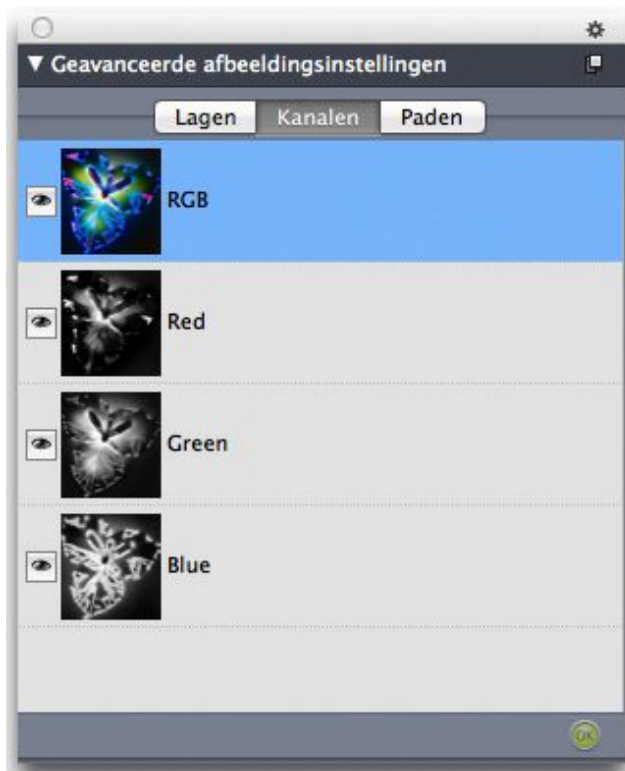 Geavanceerde afbeeldingsinstellingen
Lagen Kanalen Paden
RGB
Red
Green
Blue
OK